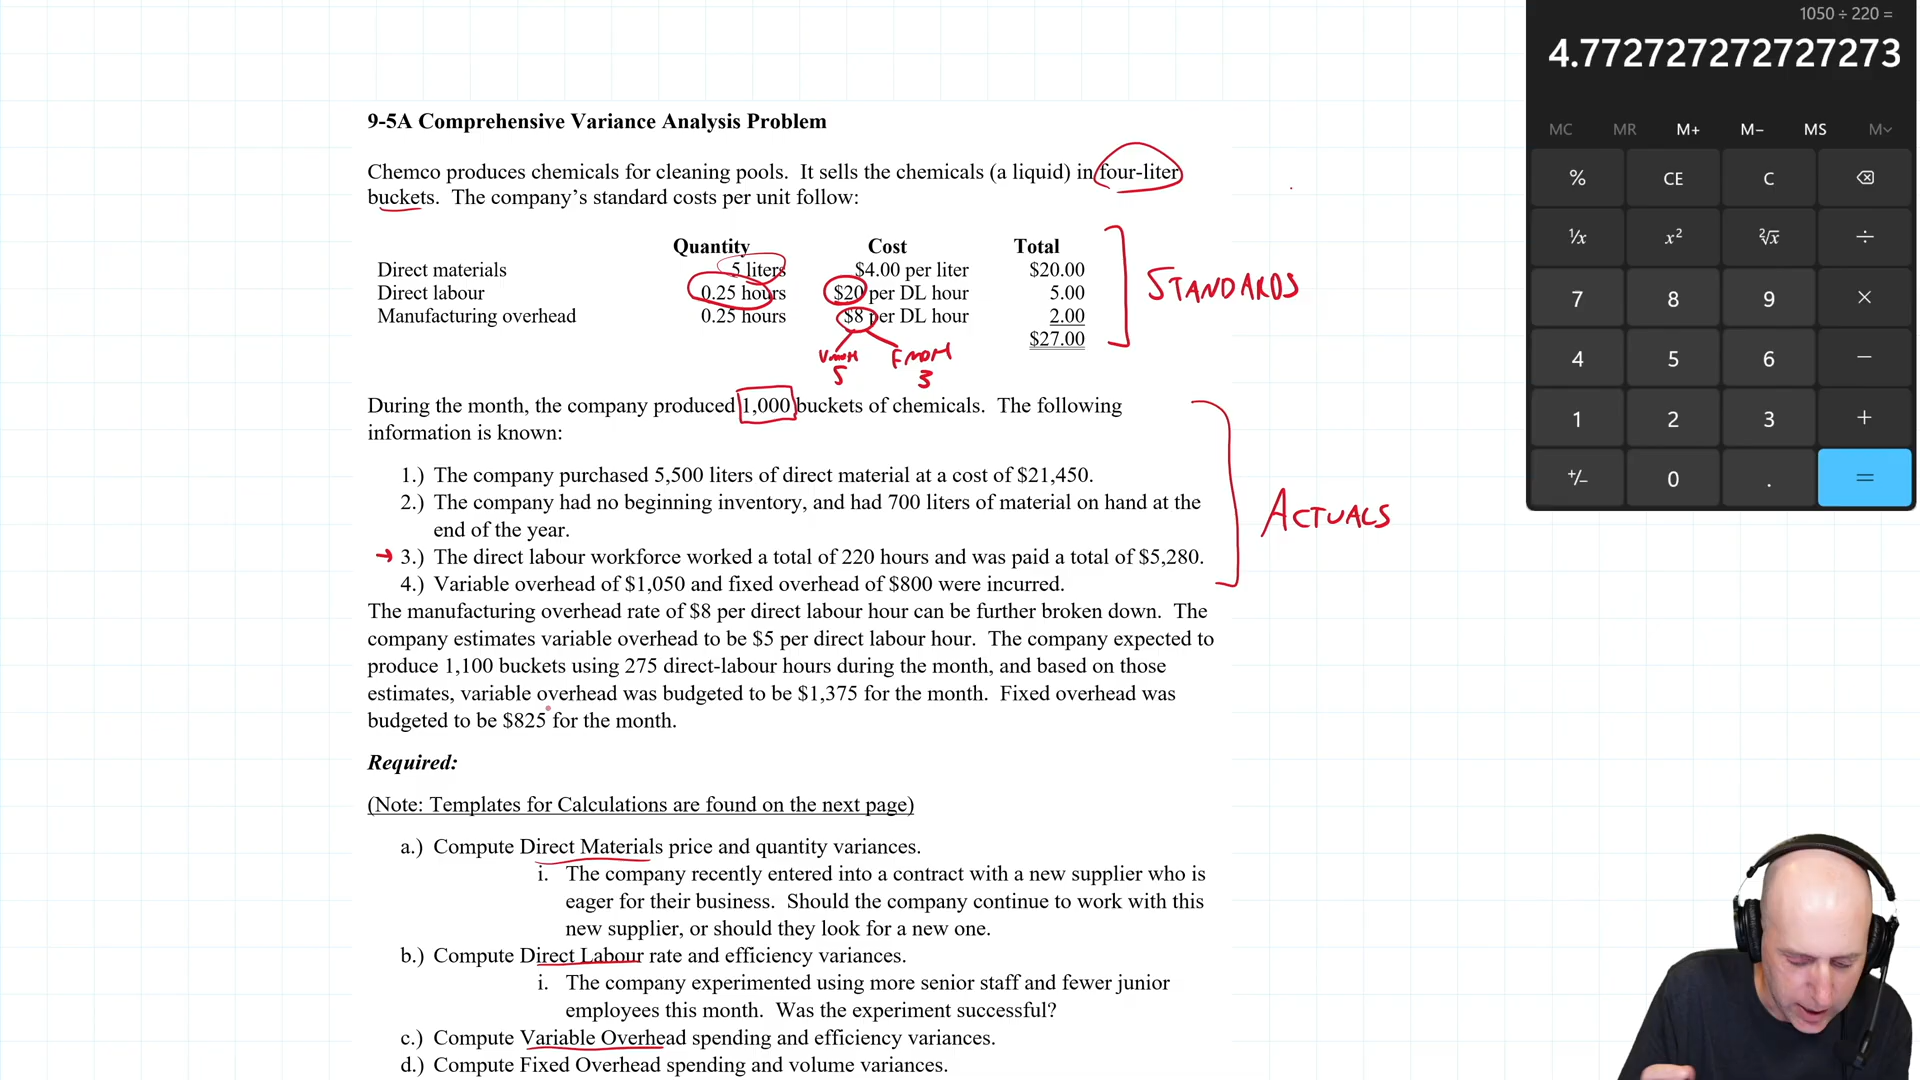 1050 ÷ 220 =
4.772727272727273
MC MR M+ M− MS M˅
% CE C ⌫
¹/x x² ²√x ÷
7 8 9 ×
4 5 6 −
1 2 3 +
+/− 0 . =
9-5A Comprehensive Variance Analysis Problem
Chemco produces chemicals for cleaning pools. It sells the chemicals (a liquid) in four-liter
buckets. The company's standard costs per unit follow:
Quantity Cost Total
Direct materials 5 liters $4.00 per liter $20.00
Direct labour 0.25 hours $20 per DL hour 5.00
Manufacturing overhead 0.25 hours $8 per DL hour 2.00
$27.00
STANDARDS
VMOH FMOH
5 3
During the month, the company produced 1,000 buckets of chemicals. The following
information is known:
1.) The company purchased 5,500 liters of direct material at a cost of $21,450.
2.) The company had no beginning inventory, and had 700 liters of material on hand at the
end of the year.
→ 3.) The direct labour workforce worked a total of 220 hours and was paid a total of $5,280.
4.) Variable overhead of $1,050 and fixed overhead of $800 were incurred.
ACTUALS
The manufacturing overhead rate of $8 per direct labour hour can be further broken down. The
company estimates variable overhead to be $5 per direct labour hour. The company expected to
produce 1,100 buckets using 275 direct-labour hours during the month, and based on those
estimates, variable overhead was budgeted to be $1,375 for the month. Fixed overhead was
budgeted to be $825 for the month.
Required:
(Note: Templates for Calculations are found on the next page)
a.) Compute Direct Materials price and quantity variances.
i. The company recently entered into a contract with a new supplier who is
eager for their business. Should the company continue to work with this
new supplier, or should they look for a new one.
b.) Compute Direct Labour rate and efficiency variances.
i. The company experimented using more senior staff and fewer junior
employees this month. Was the experiment successful?
c.) Compute Variable Overhead spending and efficiency variances.
d.) Compute Fixed Overhead spending and volume variances.